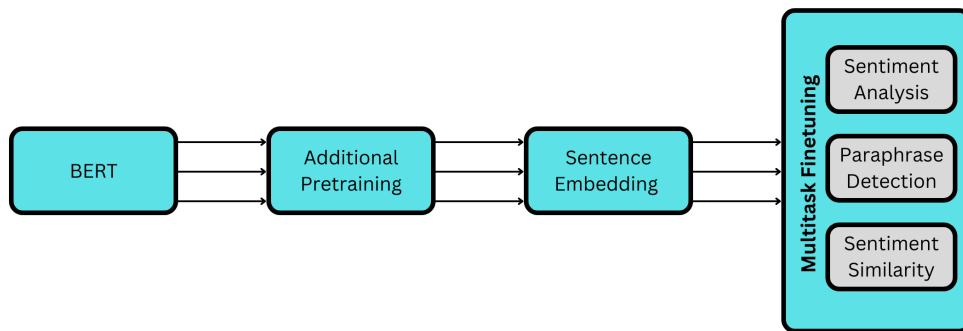 BERT
Additional
Pretraining
Sentence
Embedding
Multitask Finetuning
Sentiment
Analysis
Paraphrase
Detection
Sentiment
Similarity